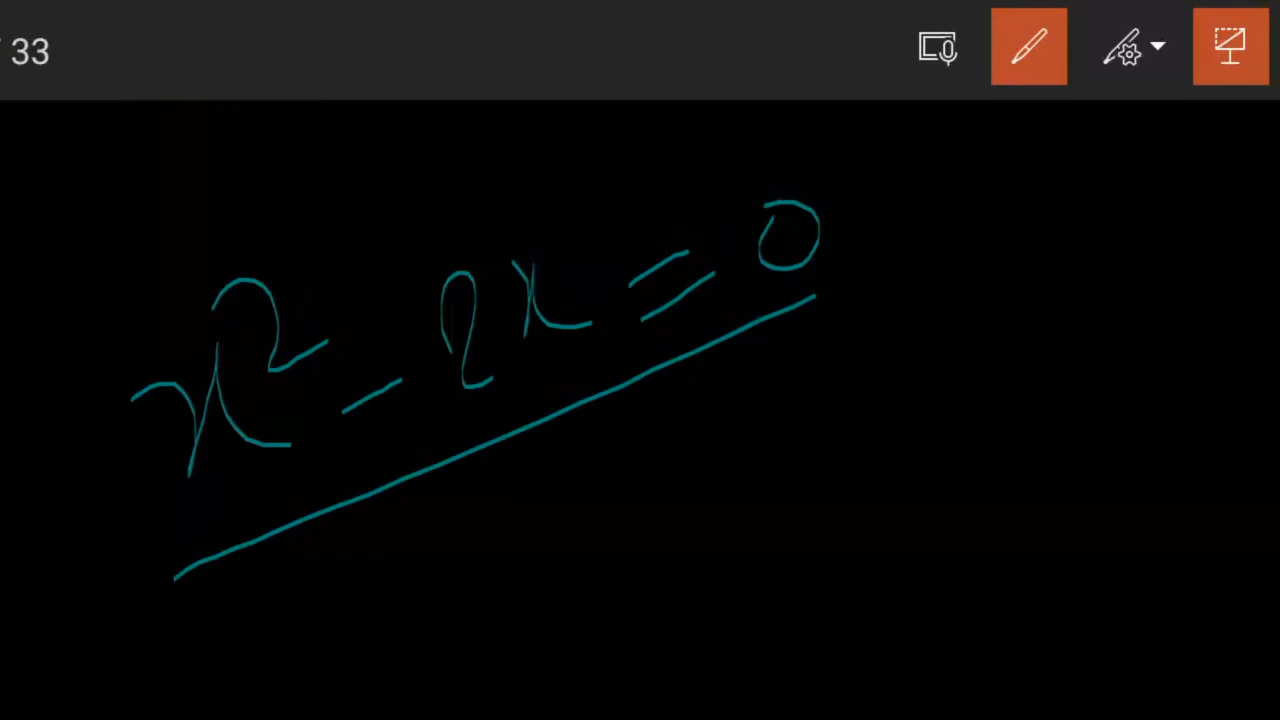 33
x² - 2x = 0